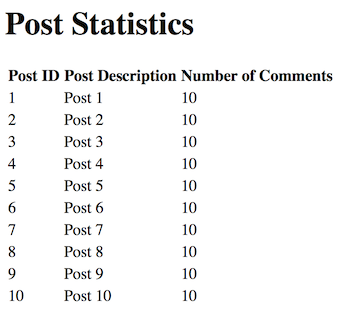 Post Statistics
Post ID Post Description Number of Comments
1 Post 1 10
2 Post 2 10
3 Post 3 10
4 Post 4 10
5 Post 5 10
6 Post 6 10
7 Post 7 10
8 Post 8 10
9 Post 9 10
10 Post 10 10